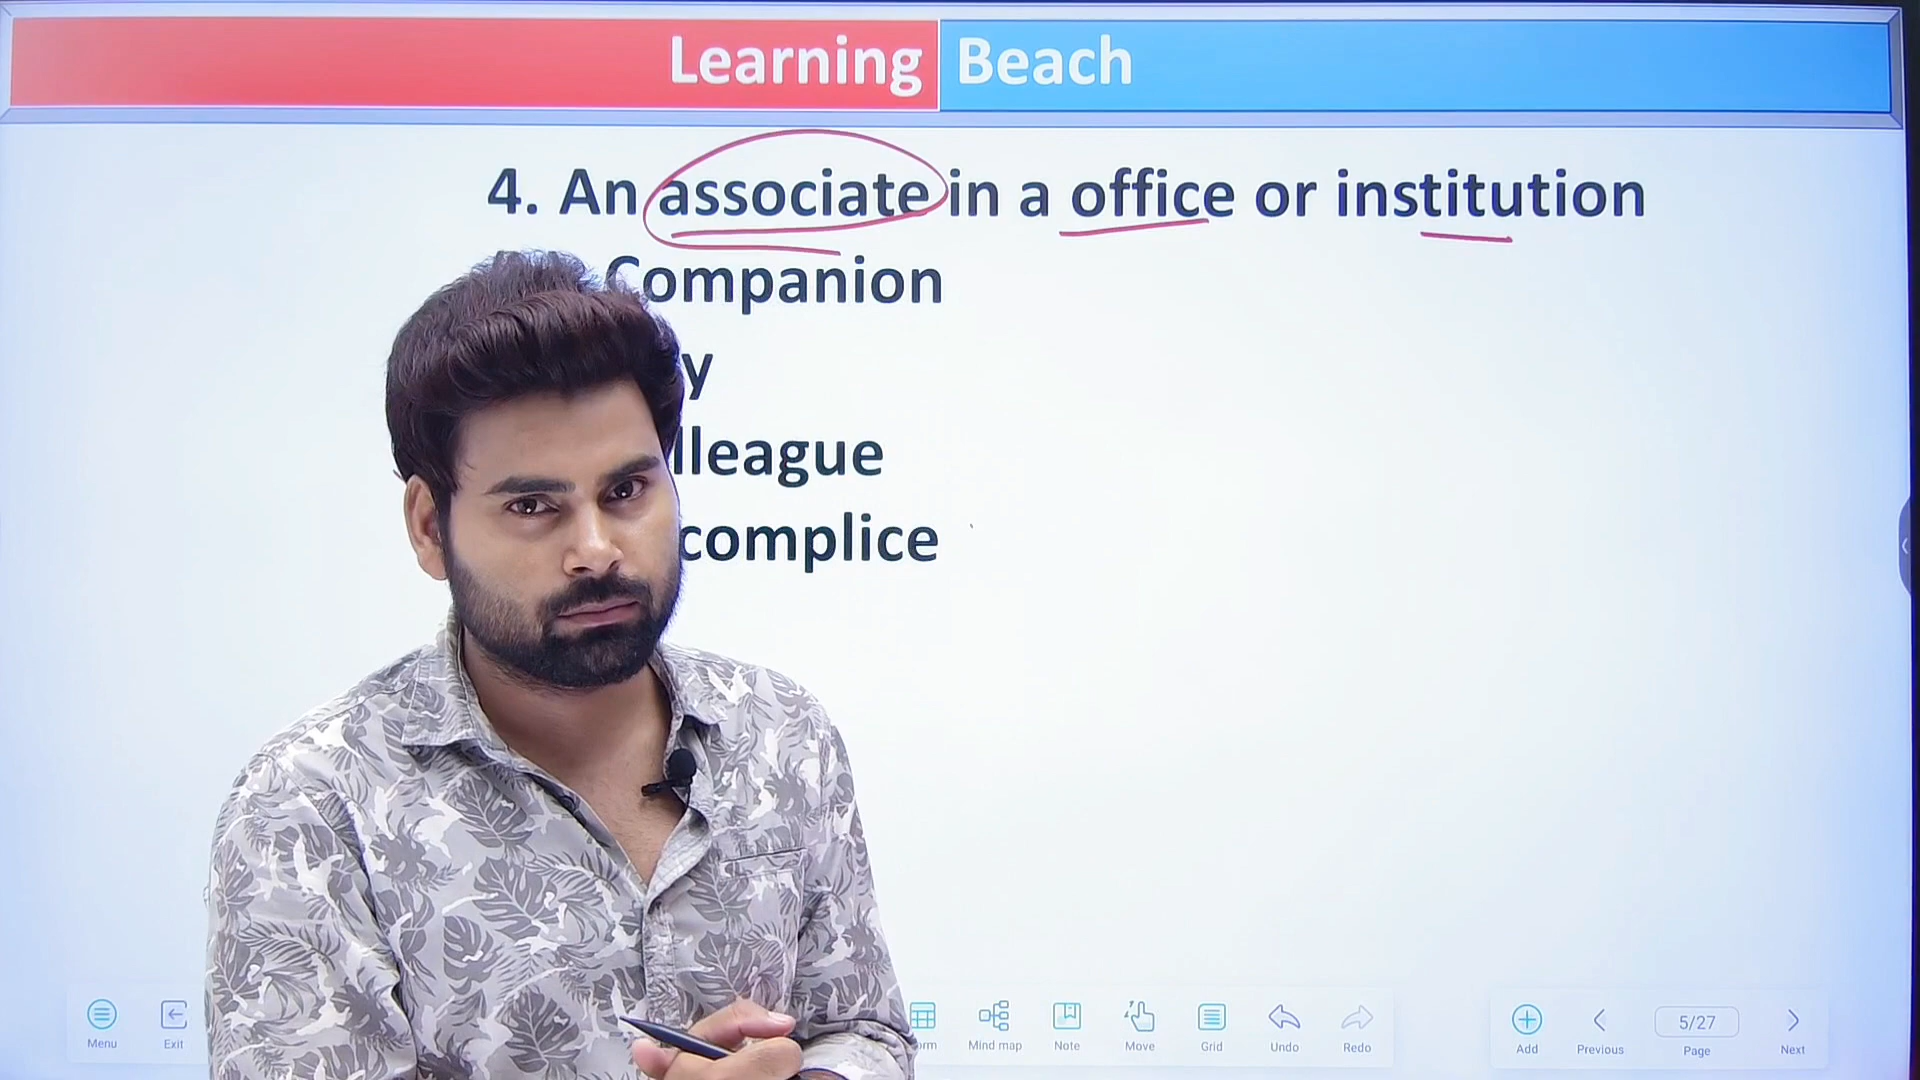 Learning Beach
4. An associate in a office or institution
Companion
y
lleague
complice
Menu Exit orm Mind map Note Move Grid Undo Redo Add Previous 5/27 Page Next